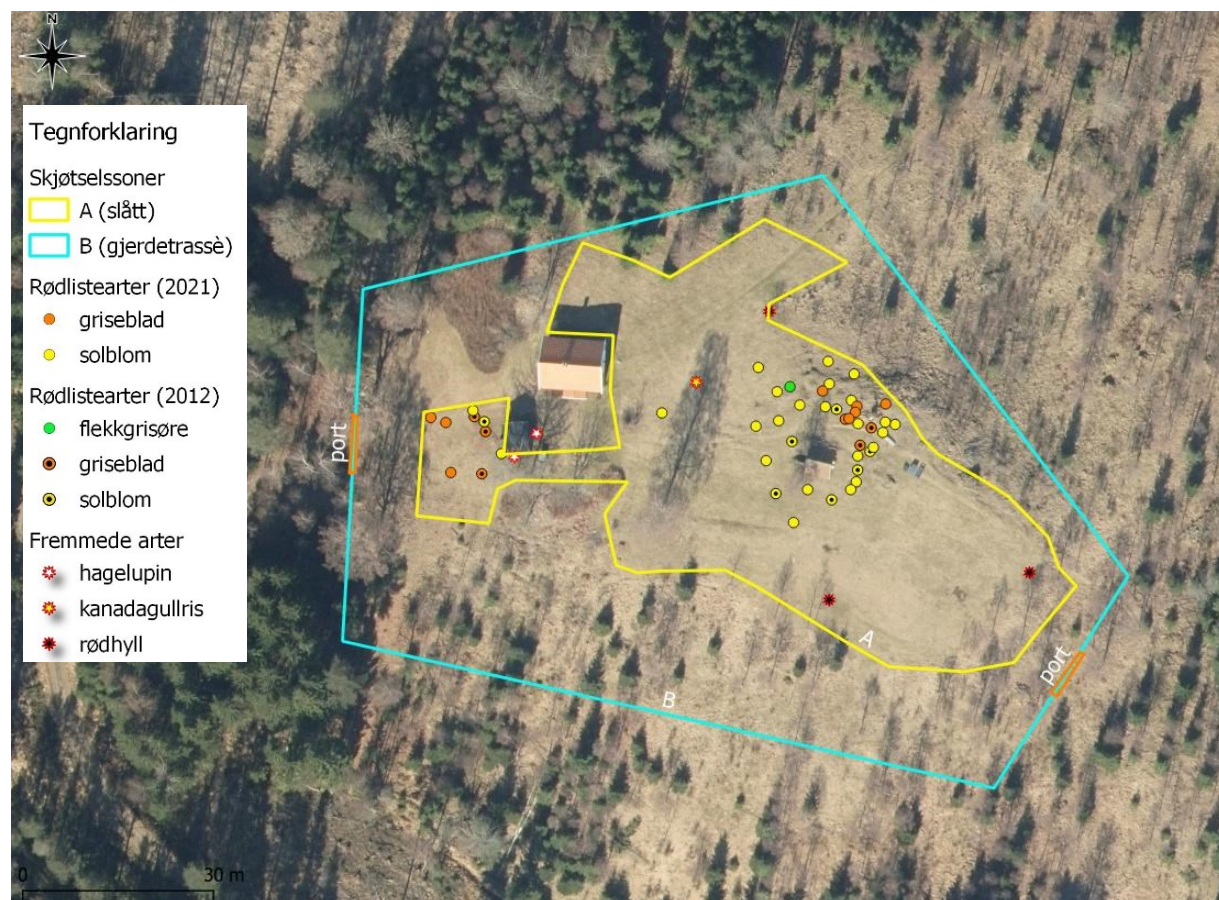 N
Tegnforklaring
Skjøtselssoner
A (slått)
B (gjerdetrassè)
Rødlistearter (2021)
griseblad
solblom
Rødlistearter (2012)
flekkgrisøre
griseblad
solblom
Fremmede arter
hagelupin
kanadagullris
rødhyll
port
A
port
B
0 30 m